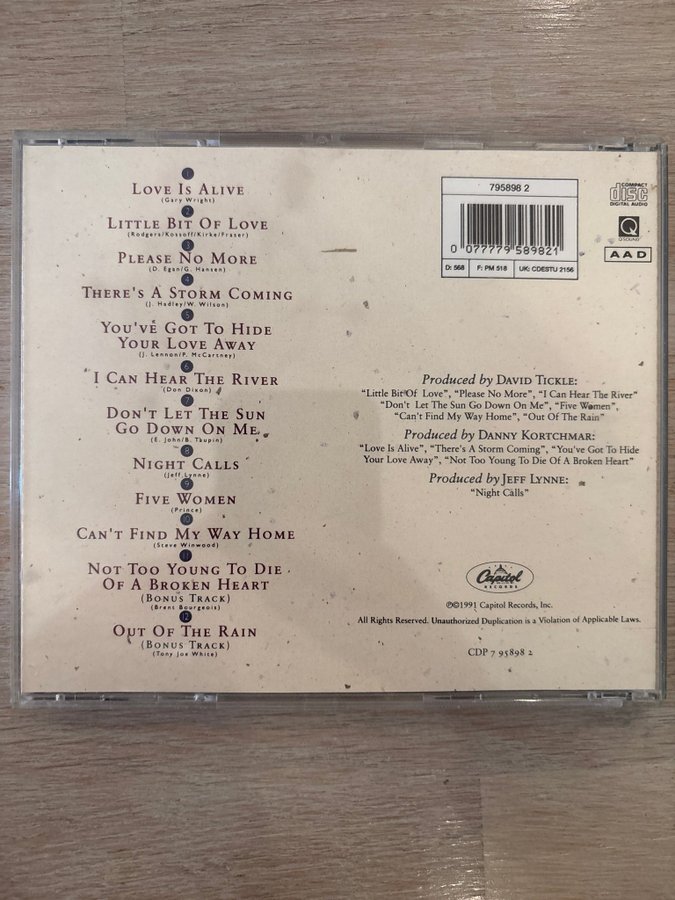 1
LOVE IS ALIVE
(Gary Wright)
2
LITTLE BIT OF LOVE
(Rodgers/Kossoff/Kirke/Fraser)
3
PLEASE NO MORE
(D. Egan/G. Hansen)
4
THERE'S A STORM COMING
(J. Hadley/W. Wilson)
5
YOU'VE GOT TO HIDE
YOUR LOVE AWAY
(J. Lennon/P. McCartney)
6
I CAN HEAR THE RIVER
(Don Dixon)
7
DON'T LET THE SUN
GO DOWN ON ME
(E. John/B. Taupin)
8
NIGHT CALLS
(Jeff Lynne)
9
FIVE WOMEN
(Prince)
10
CAN'T FIND MY WAY HOME
(Steve Winwood)
11
NOT TOO YOUNG TO DIE
OF A BROKEN HEART
(BONUS TRACK)
(Brent Bourgeois)
12
OUT OF THE RAIN
(BONUS TRACK)
(Tony Joe White)
795898 2
0 077779 589821
D: 568 F: PM 518 UK: CDESTU 2156
COMPACT
disc
DIGITAL AUDIO
Q
QSOUND
AAD
Produced by DAVID TICKLE:
"Little Bit Of Love", "Please No More", "I Can Hear The River"
"Don't Let The Sun Go Down On Me", "Five Women",
"Can't Find My Way Home", "Out Of The Rain"
Produced by DANNY KORTCHMAR:
"Love Is Alive", "There's A Storm Coming", "You've Got To Hide
Your Love Away", "Not Too Young To Die Of A Broken Heart"
Produced by JEFF LYNNE:
"Night Calls"
Capitol
RECORDS
℗©1991 Capitol Records, Inc.
All Rights Reserved. Unauthorized Duplication is a Violation of Applicable Laws.
CDP 7 95898 2